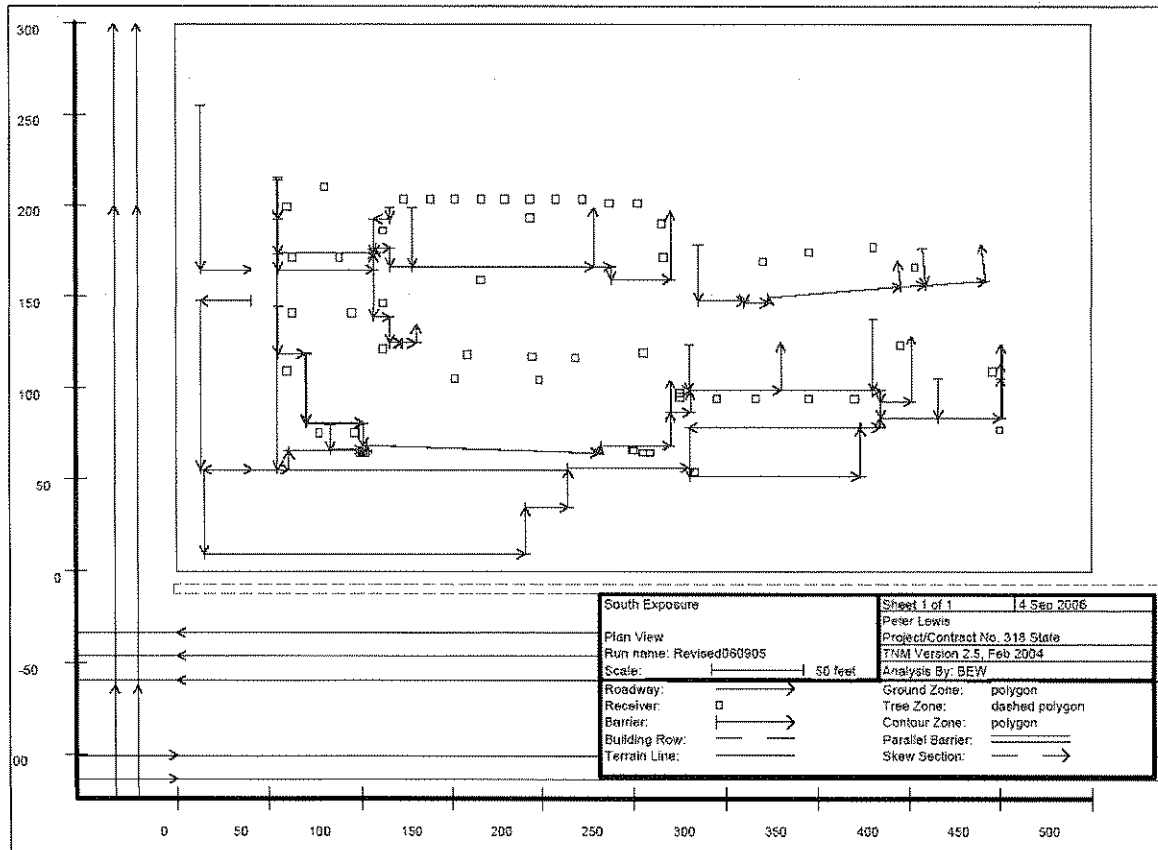 300
250
200
150
100
50
0
-50
00
South Exposure
Sheet 1 of 1
4 Sep 2006
Peter Lewis
Plan View
Project/Contract No. 318 State
Run name: Revised060905
TNM Version 2.5, Feb 2004
Scale: 50 feet
Analysis By: BEW
Roadway:
Ground Zone: polygon
Receiver:
Tree Zone: dashed polygon
Barrier:
Contour Zone: polygon
Building Row:
Parallel Barrier:
Terrain Line:
Skew Section:
0 50 100 150 200 250 300 350 400 450 500